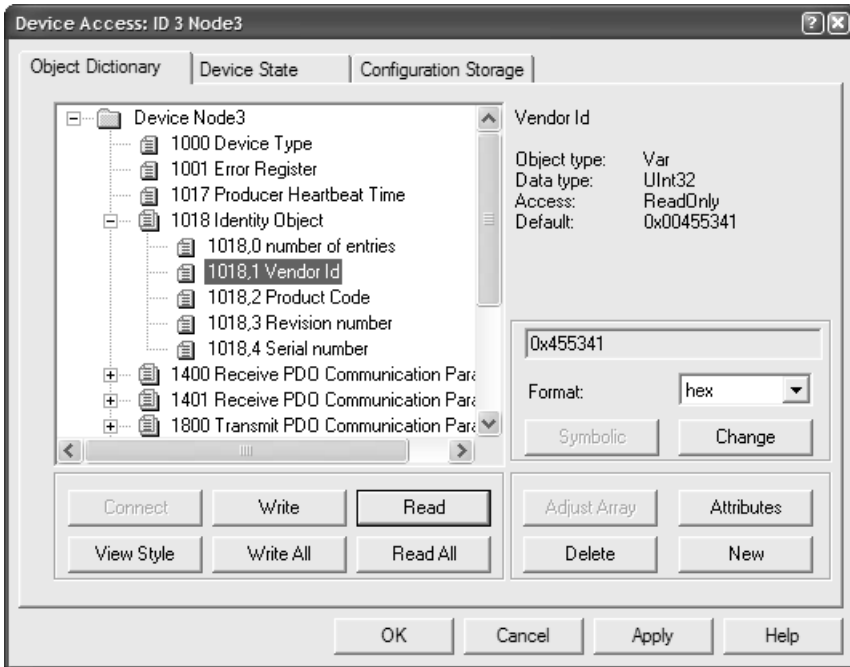 Device Access: ID 3 Node3
Object Dictionary
Device State
Configuration Storage
Device Node3
1000 Device Type
1001 Error Register
1017 Producer Heartbeat Time
1018 Identity Object
1018,0 number of entries
1018,1 Vendor Id
1018,2 Product Code
1018,3 Revision number
1018,4 Serial number
1400 Receive PDO Communication Para
1401 Receive PDO Communication Para
1800 Transmit PDO Communication Para
Vendor Id
Object type: Var
Data type: UInt32
Access: ReadOnly
Default: 0x00455341
0x455341
Format: hex
Symbolic Change
Connect Write Read
View Style Write All Read All
Adjust Array Attributes
Delete New
OK Cancel Apply Help